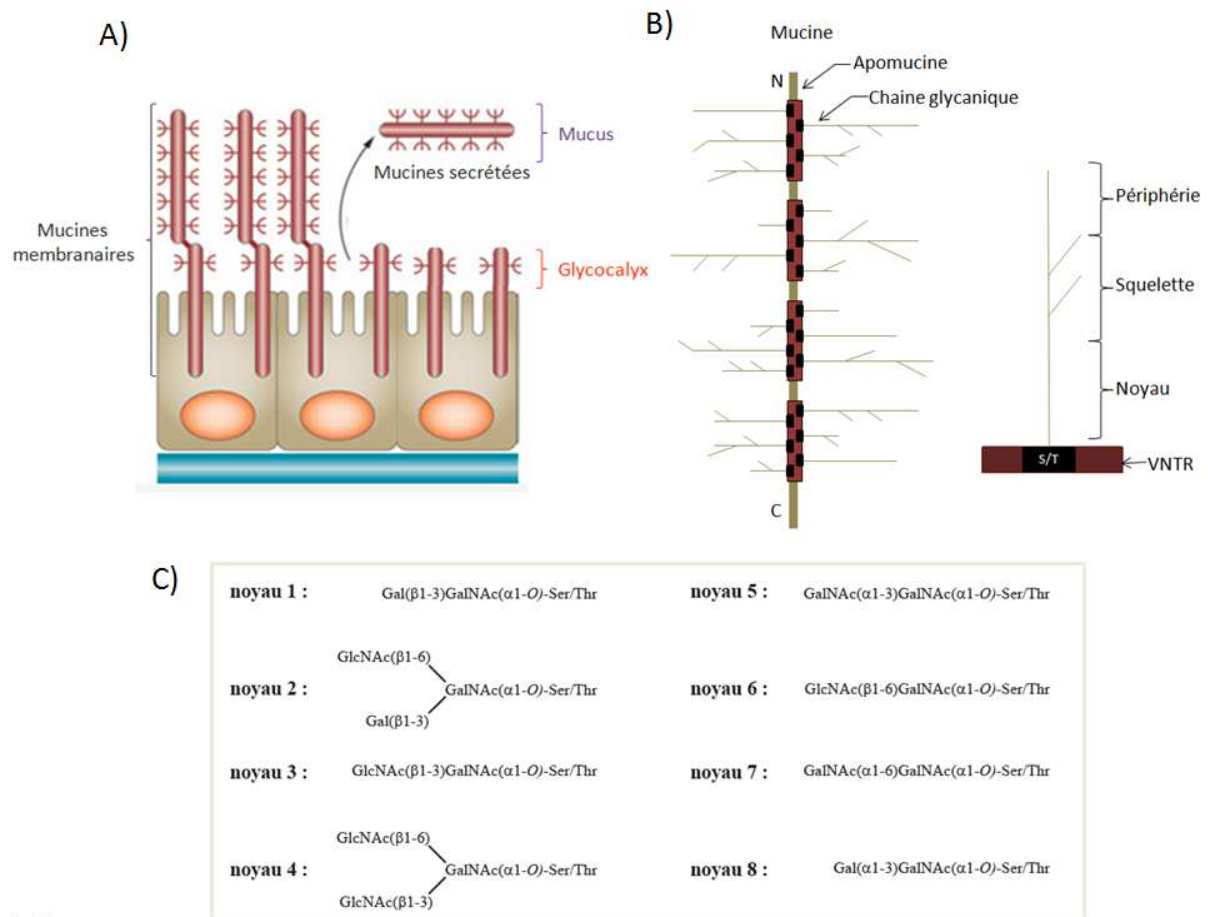 A)
Mucines
membranaires
Mucus
Mucines secrétées
Glycocalyx
B)
Mucine
Apomucine
N
Chaine glycanique
C
Périphérie
Squelette
Noyau
S/T
VNTR
C)
noyau 1 : Gal(β1-3)GalNAc(α1-O)-Ser/Thr
noyau 2 :
GlcNAc(β1-6)
GalNAc(α1-O)-Ser/Thr
Gal(β1-3)
noyau 3 : GlcNAc(β1-3)GalNAc(α1-O)-Ser/Thr
noyau 4 :
GlcNAc(β1-6)
GalNAc(α1-O)-Ser/Thr
GlcNAc(β1-3)
noyau 5 : GalNAc(α1-3)GalNAc(α1-O)-Ser/Thr
noyau 6 : GlcNAc(β1-6)GalNAc(α1-O)-Ser/Thr
noyau 7 : GalNAc(α1-6)GalNAc(α1-O)-Ser/Thr
noyau 8 : Gal(α1-3)GalNAc(α1-O)-Ser/Thr